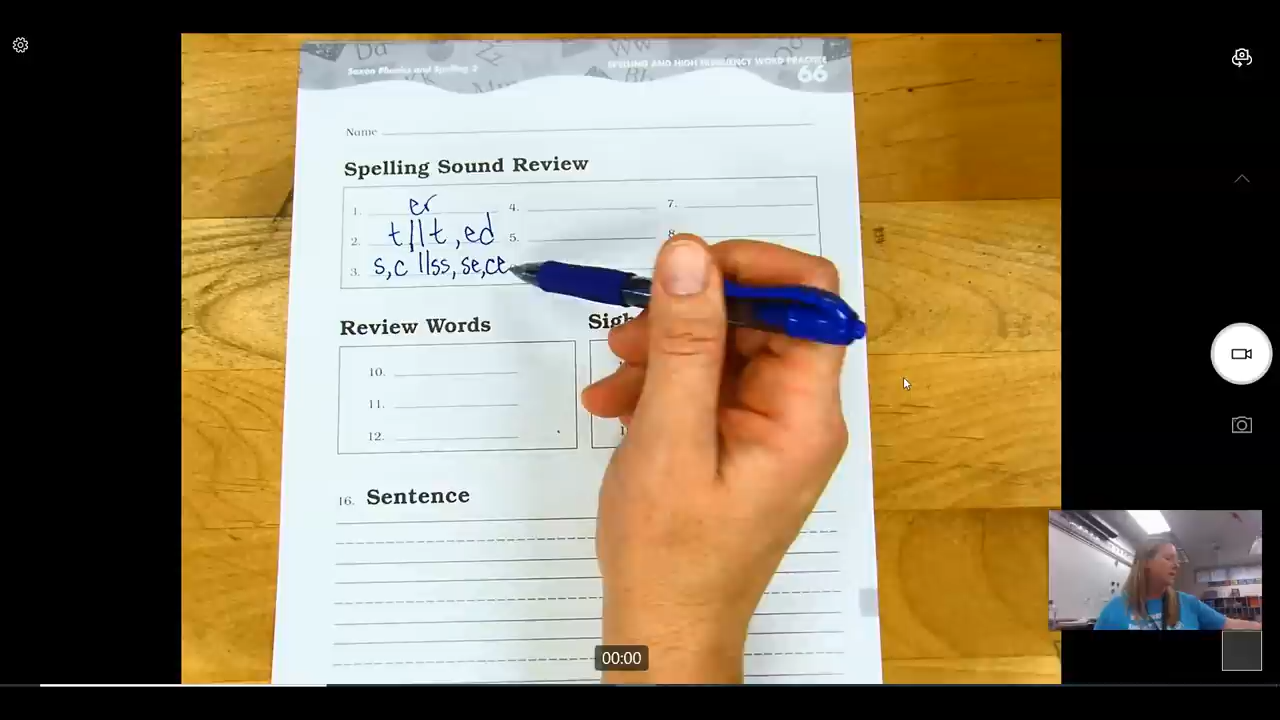 Saxon Phonics and Spelling 2
SPELLING AND HIGH FREQUENCY WORD PRACTICE
66
Name
Spelling Sound Review
1. er
4.
7.
2. t || t, ed
5.
8.
3. s, c || ss, se, ce
Review Words
10.
11.
12.
16. Sentence
00:00